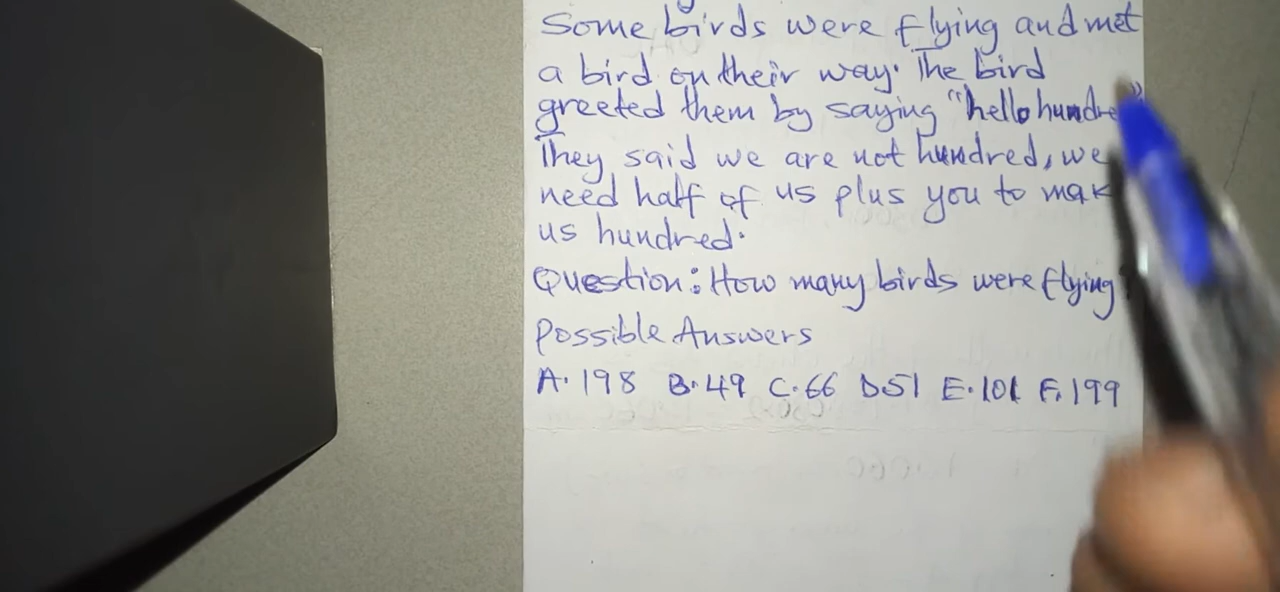 Some birds were flying and met
a bird on their way. The bird
greeted them by saying "hello hundre"
They said we are not hundred, we
need half of us plus you to mak
us hundred.
Question: How many birds were flying
Possible Answers
A. 198 B. 49 C. 66 D. 51 E. 101 F. 199